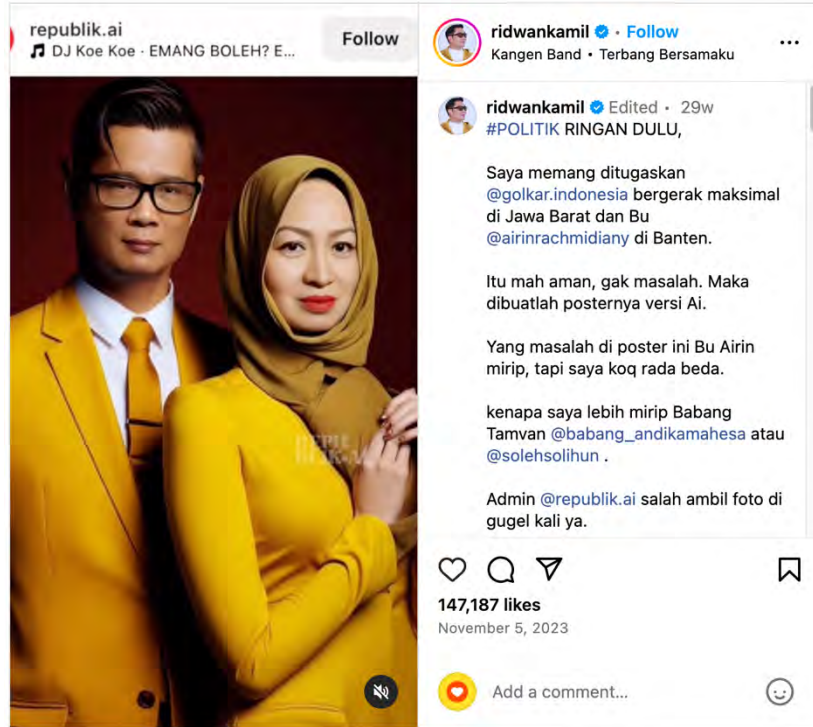 republik.ai
DJ Koe Koe · EMANG BOLEH? E...
Follow
ridwankamil · Follow
Kangen Band • Terbang Bersamaku
ridwankamil Edited · 29w
#POLITIK RINGAN DULU,
Saya memang ditugaskan
@golkar.indonesia bergerak maksimal
di Jawa Barat dan Bu
@airinrachmidiany di Banten.
Itu mah aman, gak masalah. Maka
dibuatlah posternya versi Ai.
Yang masalah di poster ini Bu Airin
mirip, tapi saya koq rada beda.
kenapa saya lebih mirip Babang
Tamvan @babang_andikamahesa atau
@solehsolihun .
Admin @republik.ai salah ambil foto di
gugel kali ya.
147,187 likes
November 5, 2023
Add a comment...